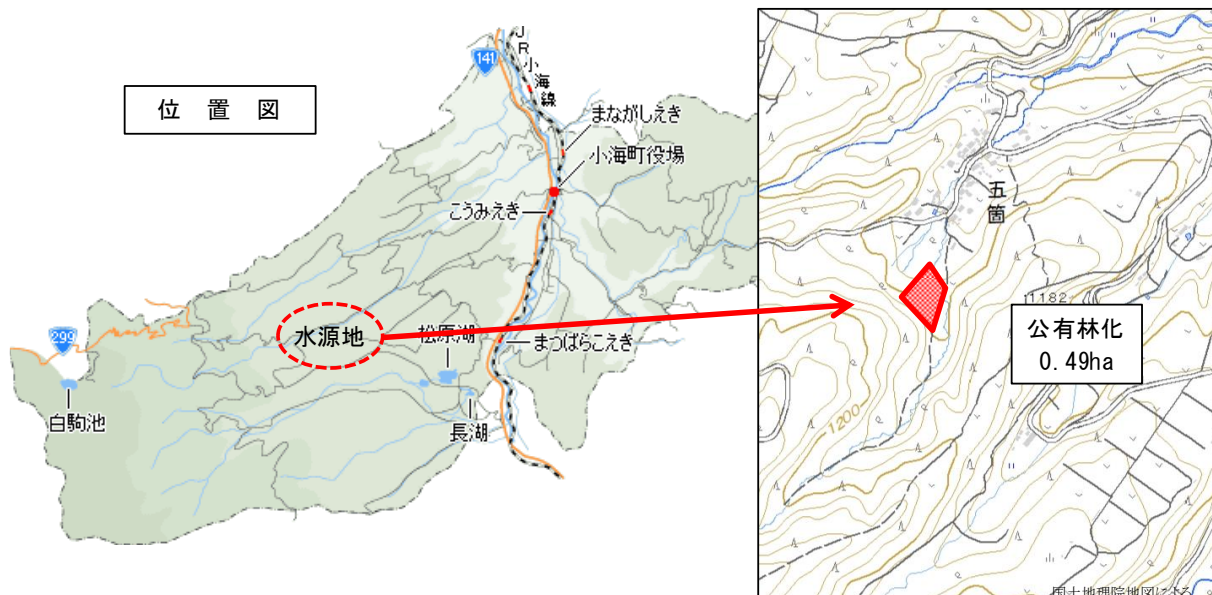 位置図
141
JR小海線
まながしえき
小海町役場
こうみえき
水源地
松原湖
まつばらこえき
299
白駒池
長湖
五箇
1182
公有林化
0.49ha
1200
国土地理院地図による